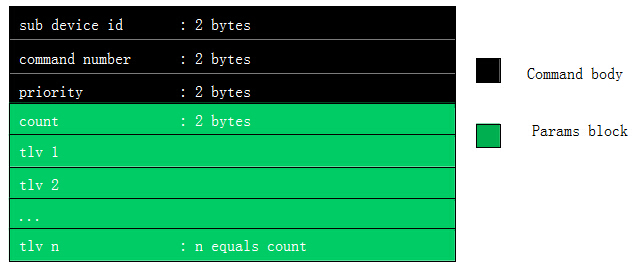 sub device id : 2 bytes
command number : 2 bytes
priority : 2 bytes
count : 2 bytes
tlv 1
tlv 2
...
tlv n : n equals count
Command body
Params block